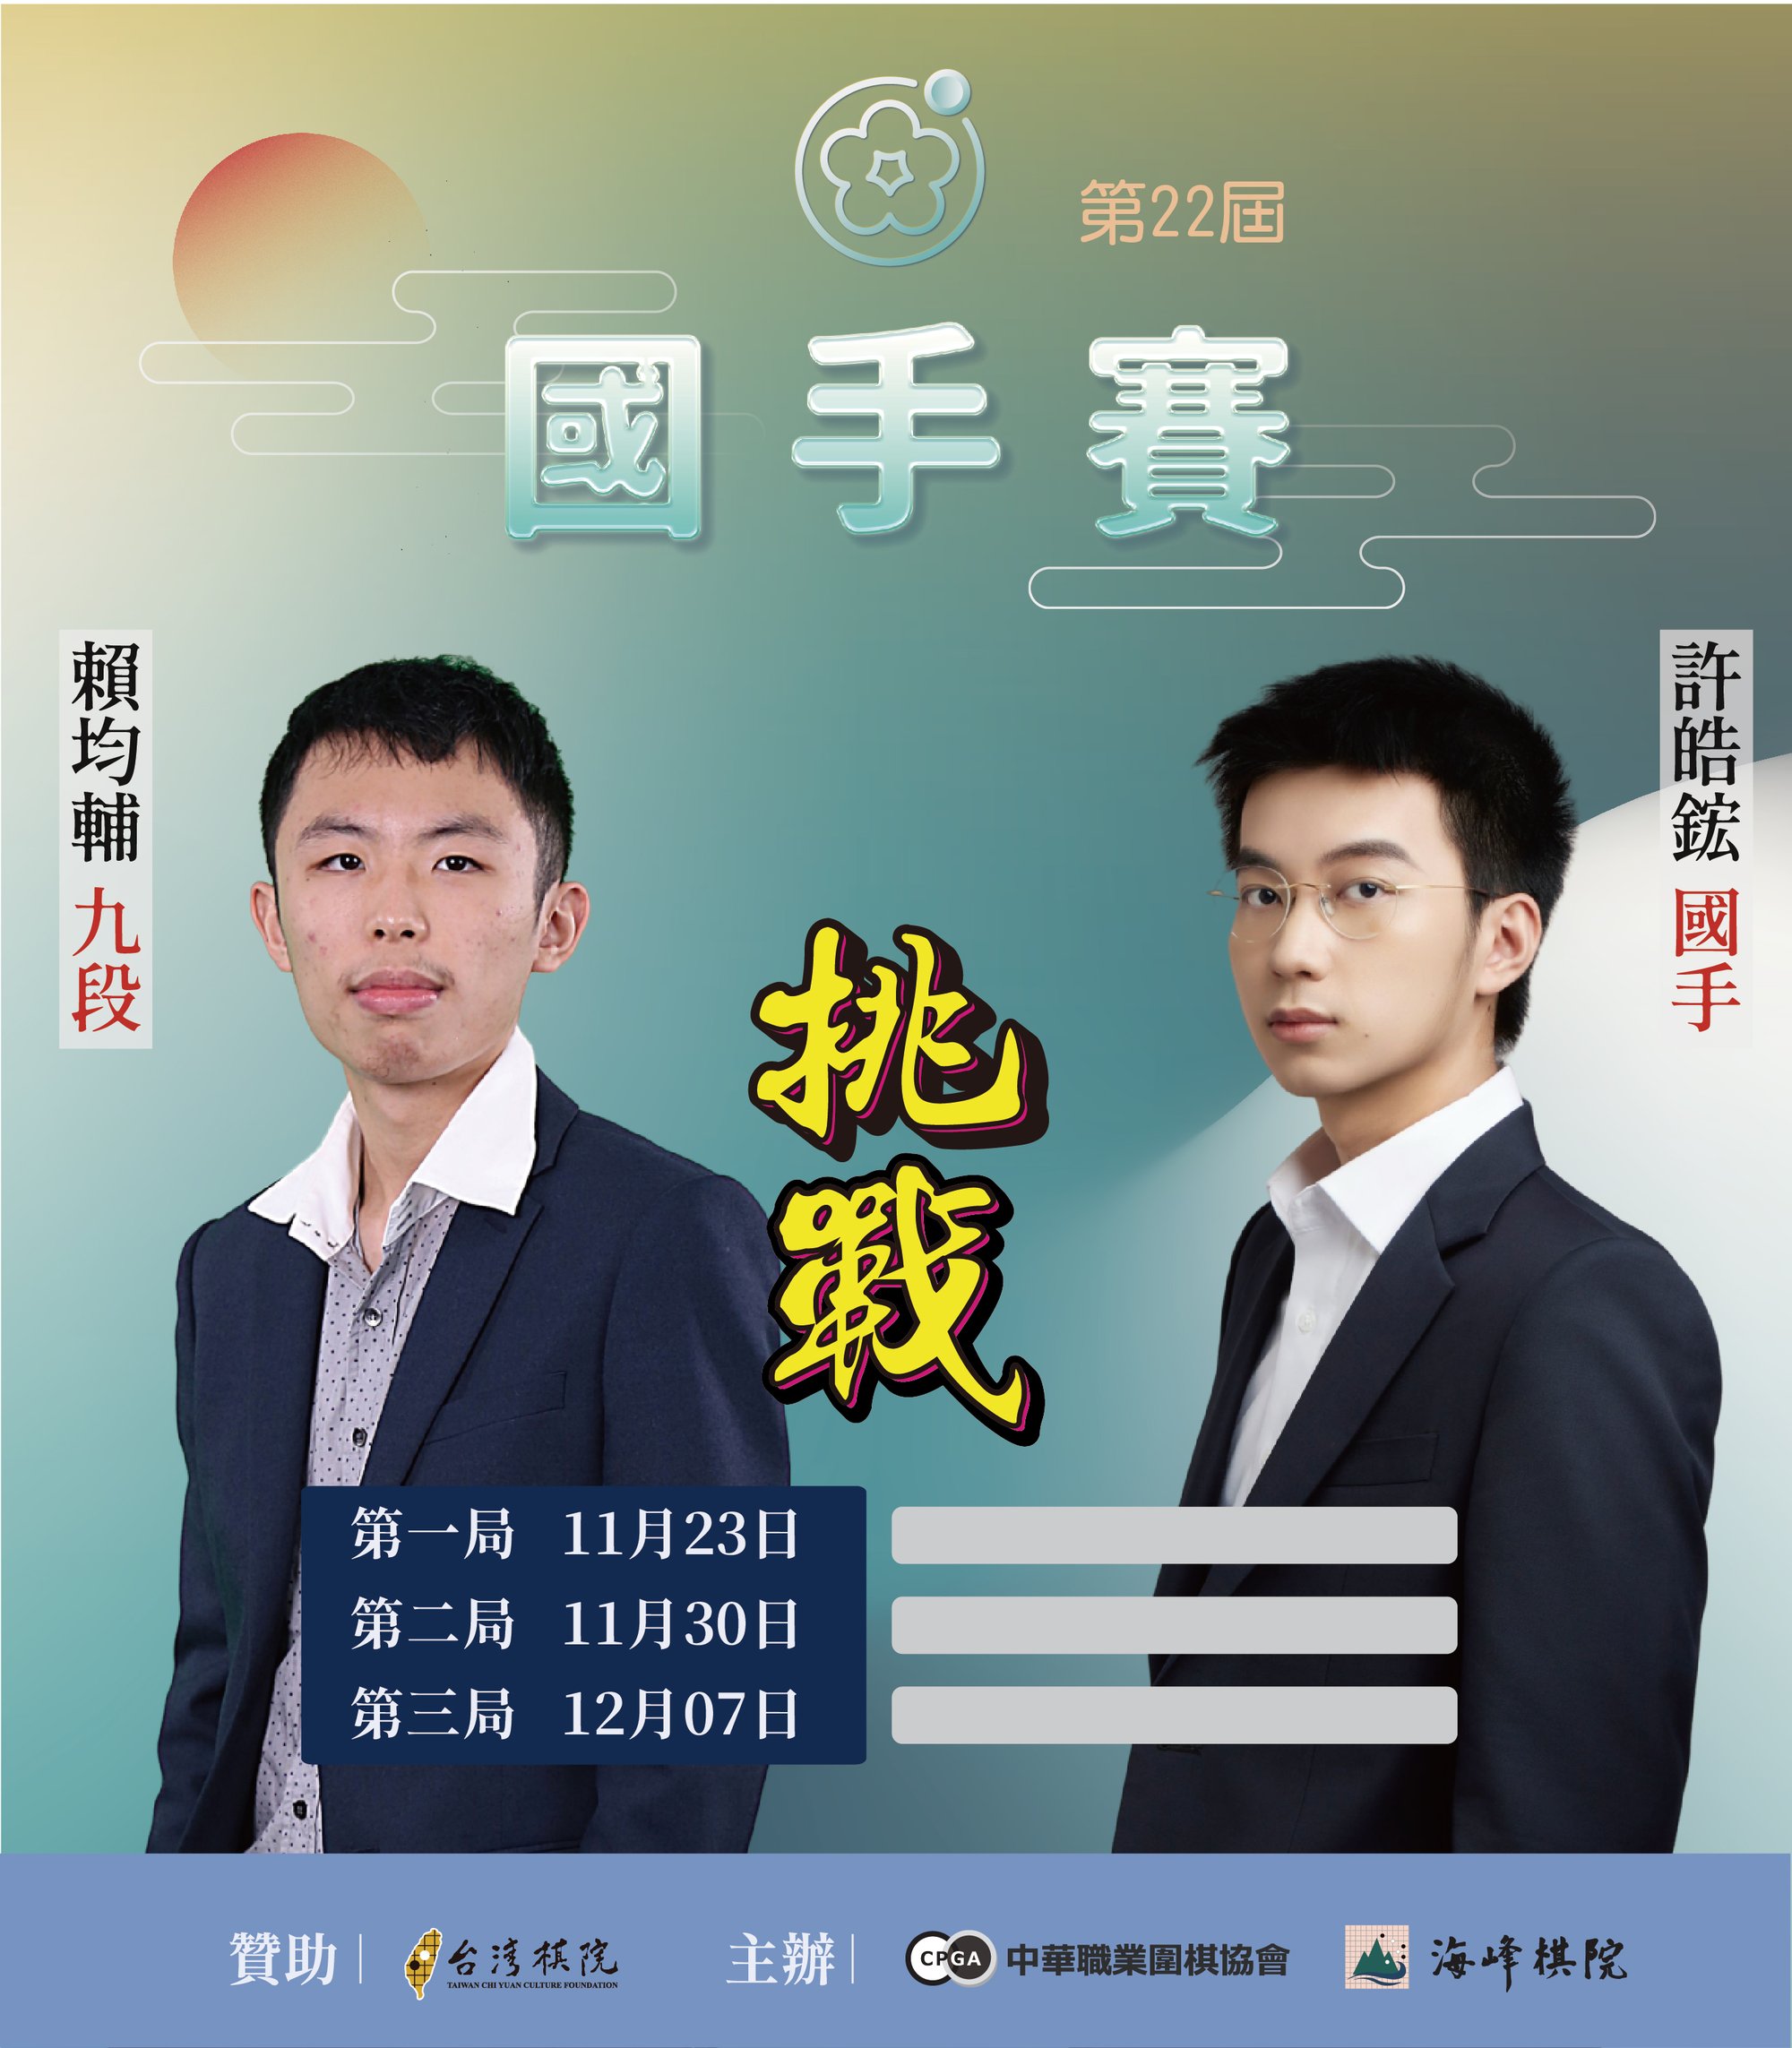 第22屆
國手賽
賴均輔 九段
許皓鋐 國手
挑戰
第一局 11月23日
第二局 11月30日
第三局 12月07日
贊助
台湾棋院
TAIWAN CHI YUAN CULTURE FOUNDATION
主辦
CPGA 中華職業圍棋協會
海峰棋院